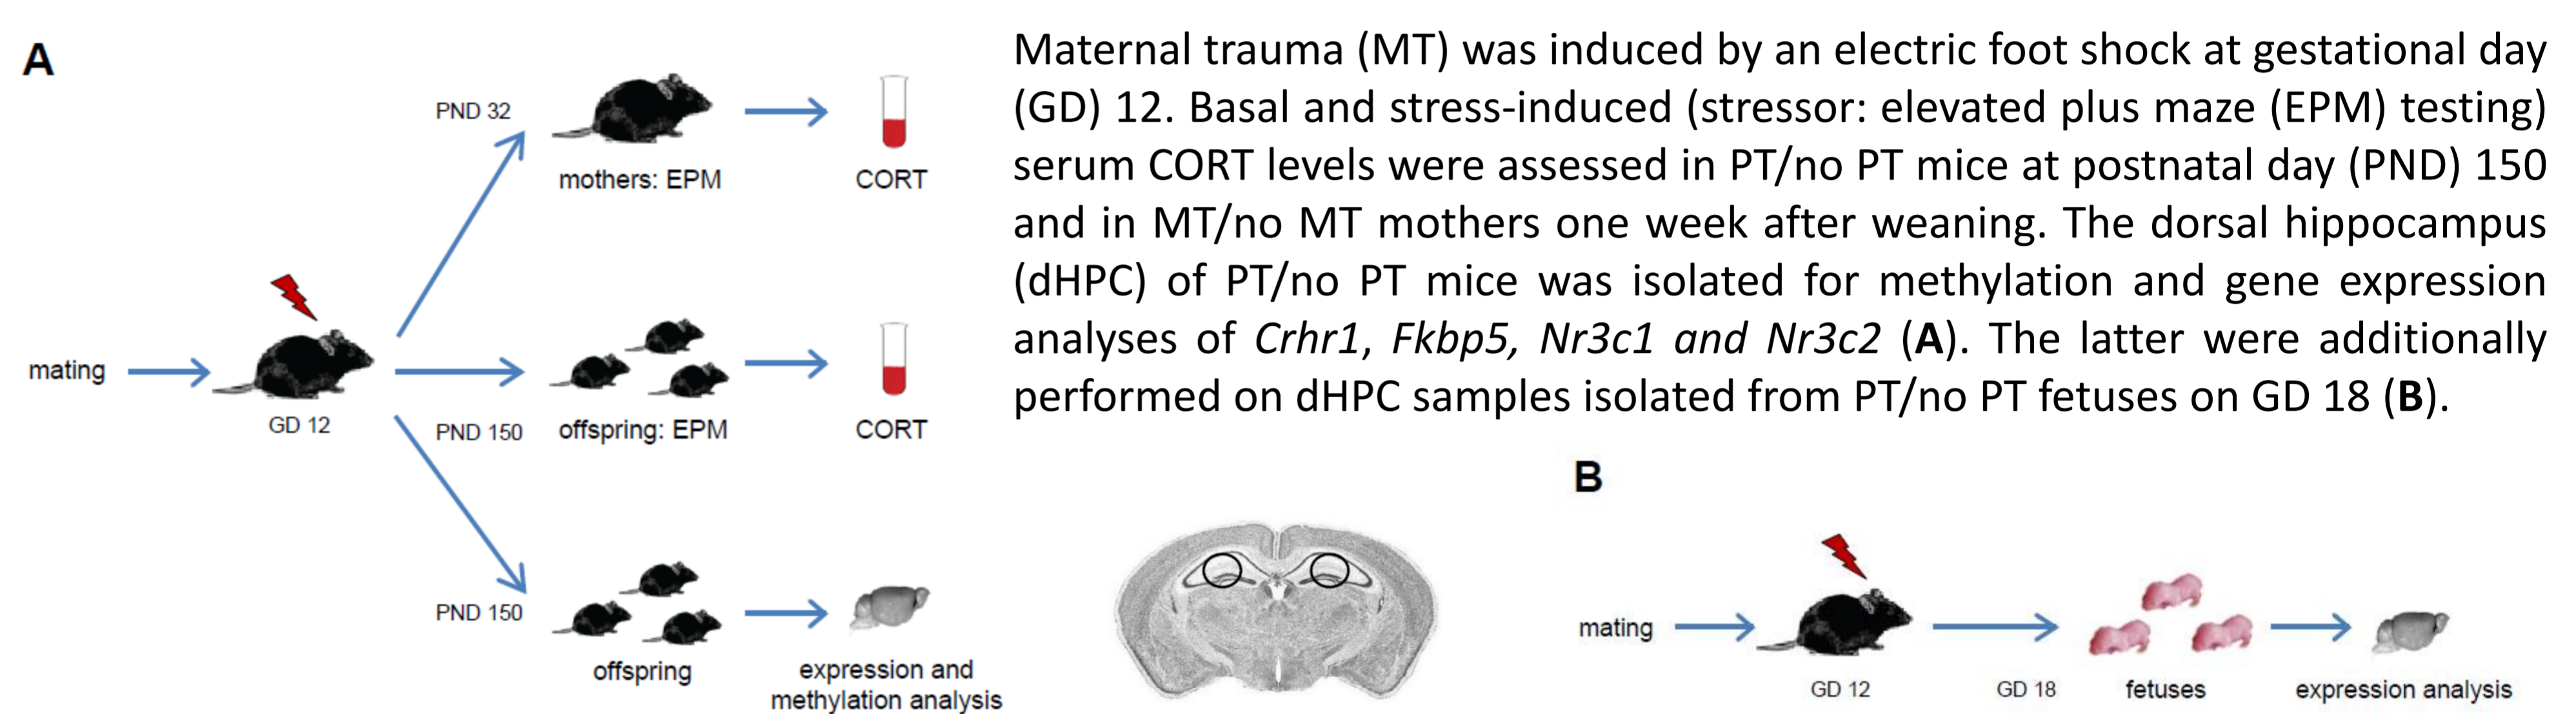 A
Maternal trauma (MT) was induced by an electric foot shock at gestational day
(GD) 12. Basal and stress-induced (stressor: elevated plus maze (EPM) testing)
serum CORT levels were assessed in PT/no PT mice at postnatal day (PND) 150
and in MT/no MT mothers one week after weaning. The dorsal hippocampus
(dHPC) of PT/no PT mice was isolated for methylation and gene expression
analyses of Crhr1, Fkbp5, Nr3c1 and Nr3c2 (A). The latter were additionally
performed on dHPC samples isolated from PT/no PT fetuses on GD 18 (B).
PND 32
mothers: EPM
CORT
mating
GD 12
PND 150
offspring: EPM
CORT
PND 150
offspring
expression and
methylation analysis
B
mating
GD 12
GD 18
fetuses
expression analysis